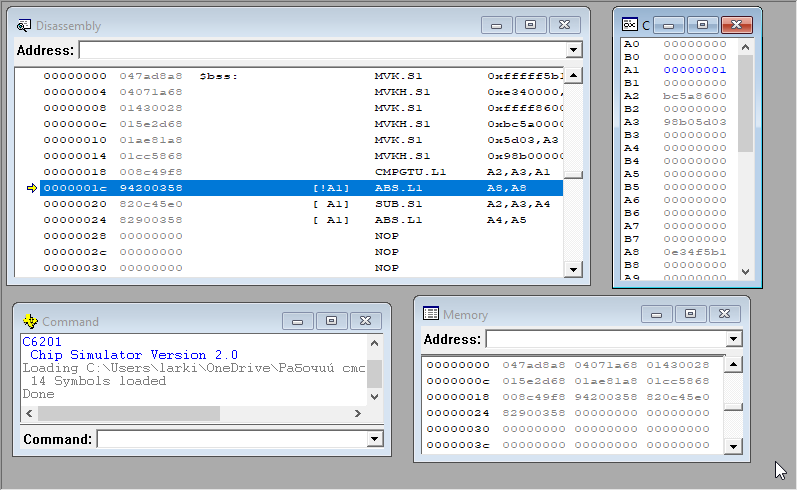 Disassembly
Address:
00000000 047ad8a8 $bss: MVK.S1 0xfffff5b1
00000004 04071a68 MVKH.S1 0xe340000,
00000008 01430028 MVK.S1 0xffff8600
0000000c 015e2d68 MVKH.S1 0xbc5a0000
00000010 01ae81a8 MVK.S1 0x5d03,A3
00000014 01cc5868 MVKH.S1 0x98b00000
00000018 008c49f8 CMPGTU.L1 A2,A3,A1
0000001c 94200358 [!A1] ABS.L1 A8,A8
00000020 820c45e0 [ A1] SUB.S1 A2,A3,A4
00000024 82900358 [ A1] ABS.L1 A4,A5
00000028 00000000 NOP
0000002c 00000000 NOP
00000030 00000000 NOP
C
A0 00000000
B0 00000000
A1 00000001
B1 00000000
A2 bc5a8600
B2 00000000
A3 98b05d03
B3 00000000
A4 00000000
B4 00000000
A5 00000000
B5 00000000
A6 00000000
B6 00000000
A7 00000000
B7 00000000
A8 0e34f5b1
B8 00000000
A9 00000000
Command
C6201
Chip Simulator Version 2.0
Loading C:\Users\larki\OneDrive\Рабочий стс
14 Symbols loaded
Done
Command:
Memory
Address:
00000000 047ad8a8 04071a68 01430028
0000000c 015e2d68 01ae81a8 01cc5868
00000018 008c49f8 94200358 820c45e0
00000024 82900358 00000000 00000000
00000030 00000000 00000000 00000000
0000003c 00000000 00000000 00000000